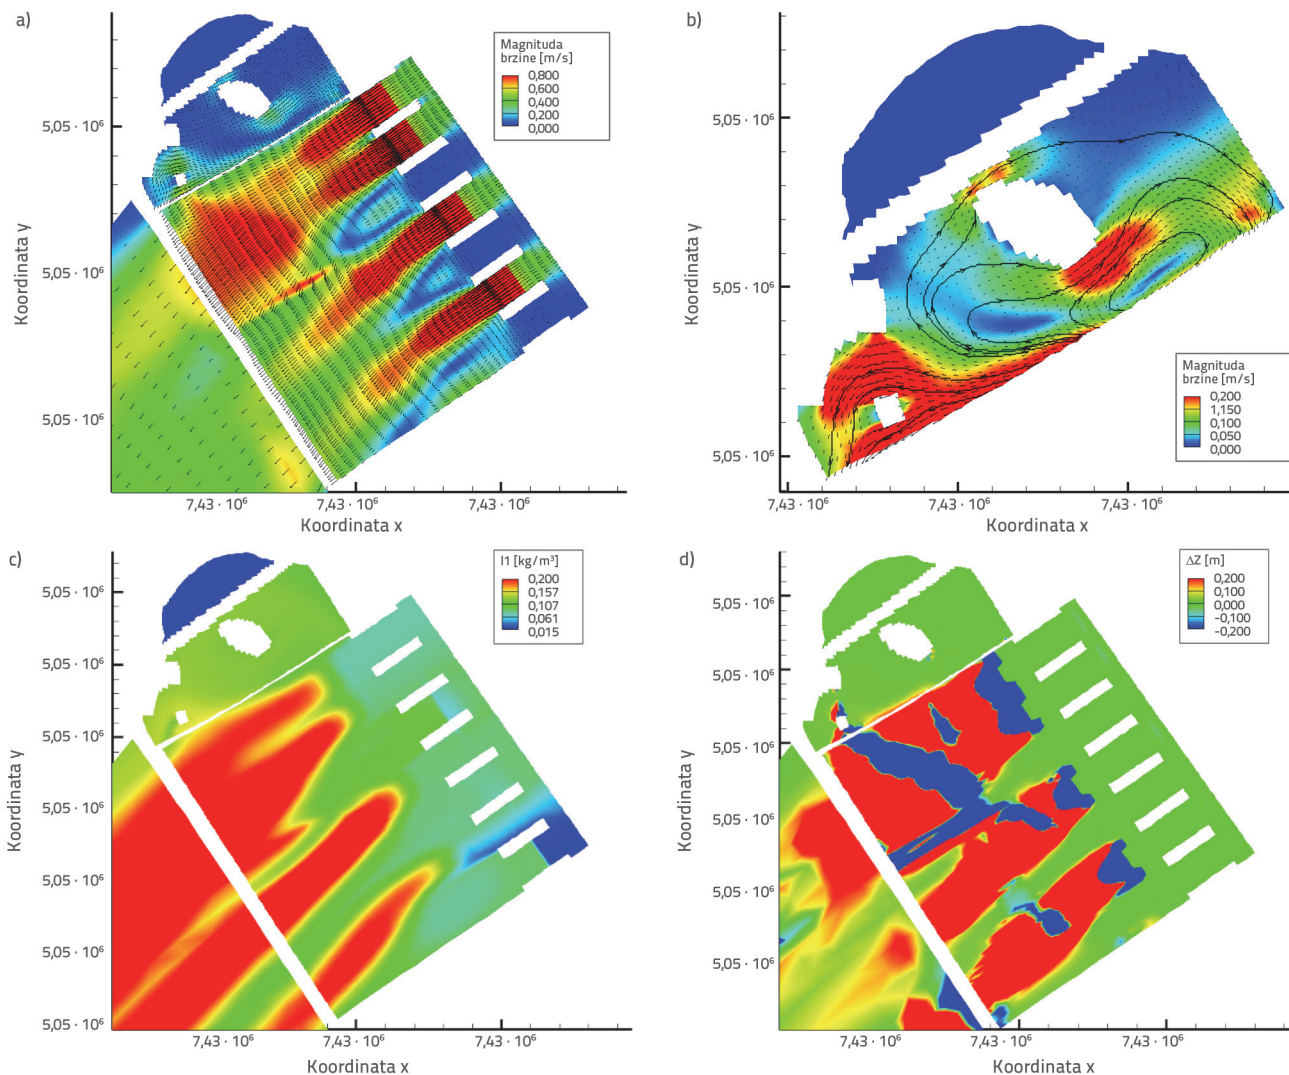 a)
Magnituda
brzine [m/s]
0,800
0,600
0,400
0,200
0,000
5,05 · 10⁶
5,05 · 10⁶
5,05 · 10⁶
Koordinata y
7,43 · 10⁶
7,43 · 10⁶
7,43 · 10⁶
Koordinata x
b)
Magnituda
brzine [m/s]
0,200
1,150
0,100
0,050
0,000
5,05 · 10⁶
5,05 · 10⁶
5,05 · 10⁶
Koordinata y
7,43 · 10⁶
7,43 · 10⁶
7,43 · 10⁶
Koordinata x
c)
I1 [kg/m³]
0,200
0,157
0,107
0,061
0,015
5,05 · 10⁶
5,05 · 10⁶
5,05 · 10⁶
5,05 · 10⁶
5,05 · 10⁶
5,05 · 10⁶
5,05 · 10⁶
Koordinata y
7,43 · 10⁶
7,43 · 10⁶
7,43 · 10⁶
Koordinata x
d)
ΔZ [m]
0,200
0,100
0,000
-0,100
-0,200
5,05 · 10⁶
5,05 · 10⁶
5,05 · 10⁶
5,05 · 10⁶
5,05 · 10⁶
5,05 · 10⁶
Koordinata y
7,43 · 10⁶
7,43 · 10⁶
7,43 · 10⁶
Koordinata x